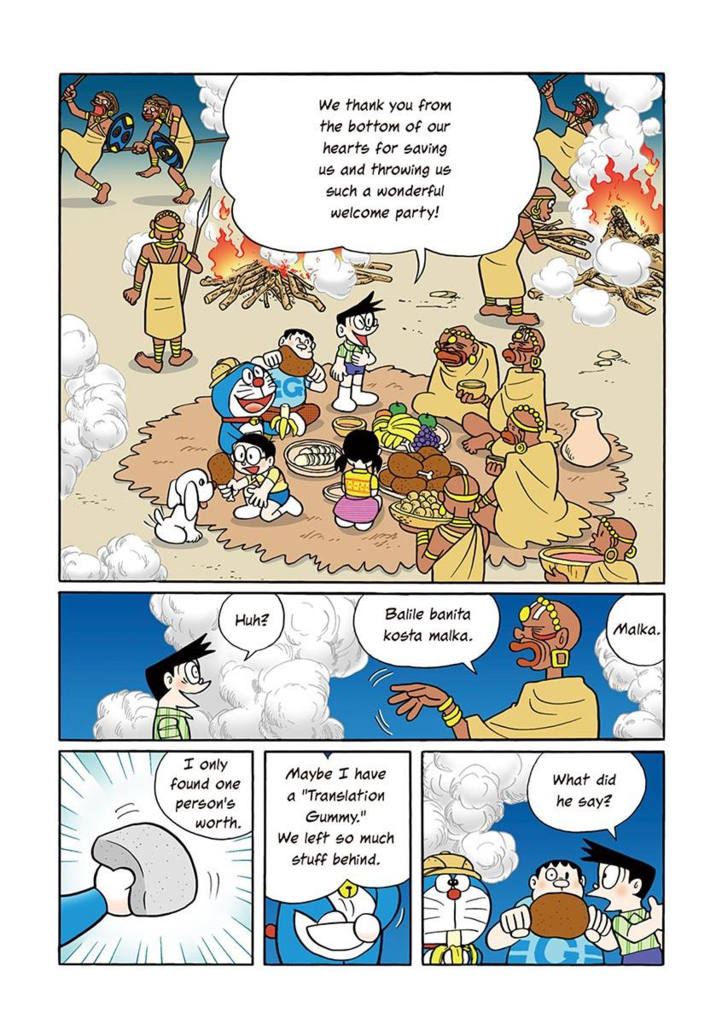 We thank you from
the bottom of our
hearts for saving
us and throwing us
such a wonderful
welcome party!
G
Malka.
Balile banita
kosta malka.
Huh?
What did
he say?
G
Maybe I have
a "Translation
Gummy."
We left so much
stuff behind.
I only
found one
person's
worth.